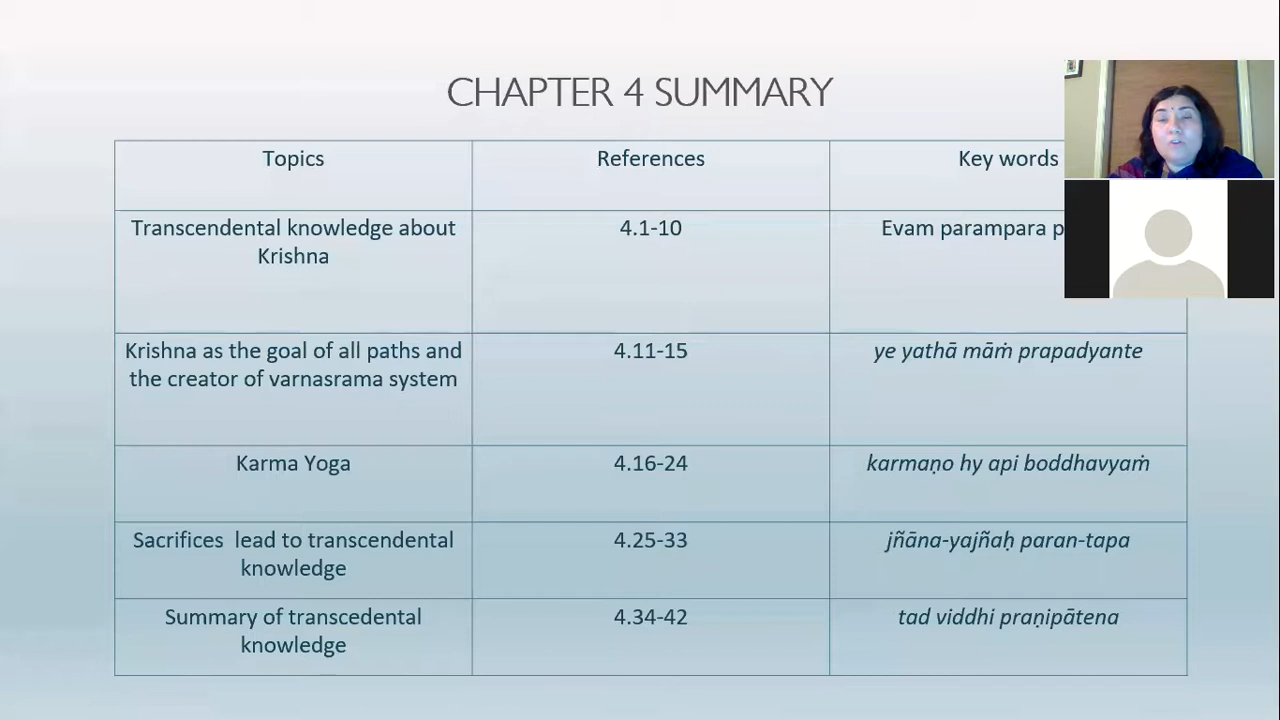 CHAPTER 4 SUMMARY
Topics References Key words
Transcendental knowledge about 4.1-10 Evam parampara
Krishna
Krishna as the goal of all paths and 4.11-15 ye yathā māṁ prapadyante
the creator of varnasrama system
Karma Yoga 4.16-24 karmaṇo hy api boddhavyaṁ
Sacrifices lead to transcendental 4.25-33 jñāna-yajñaḥ paran-tapa
knowledge
Summary of transcedental 4.34-42 tad viddhi praṇipātena
knowledge